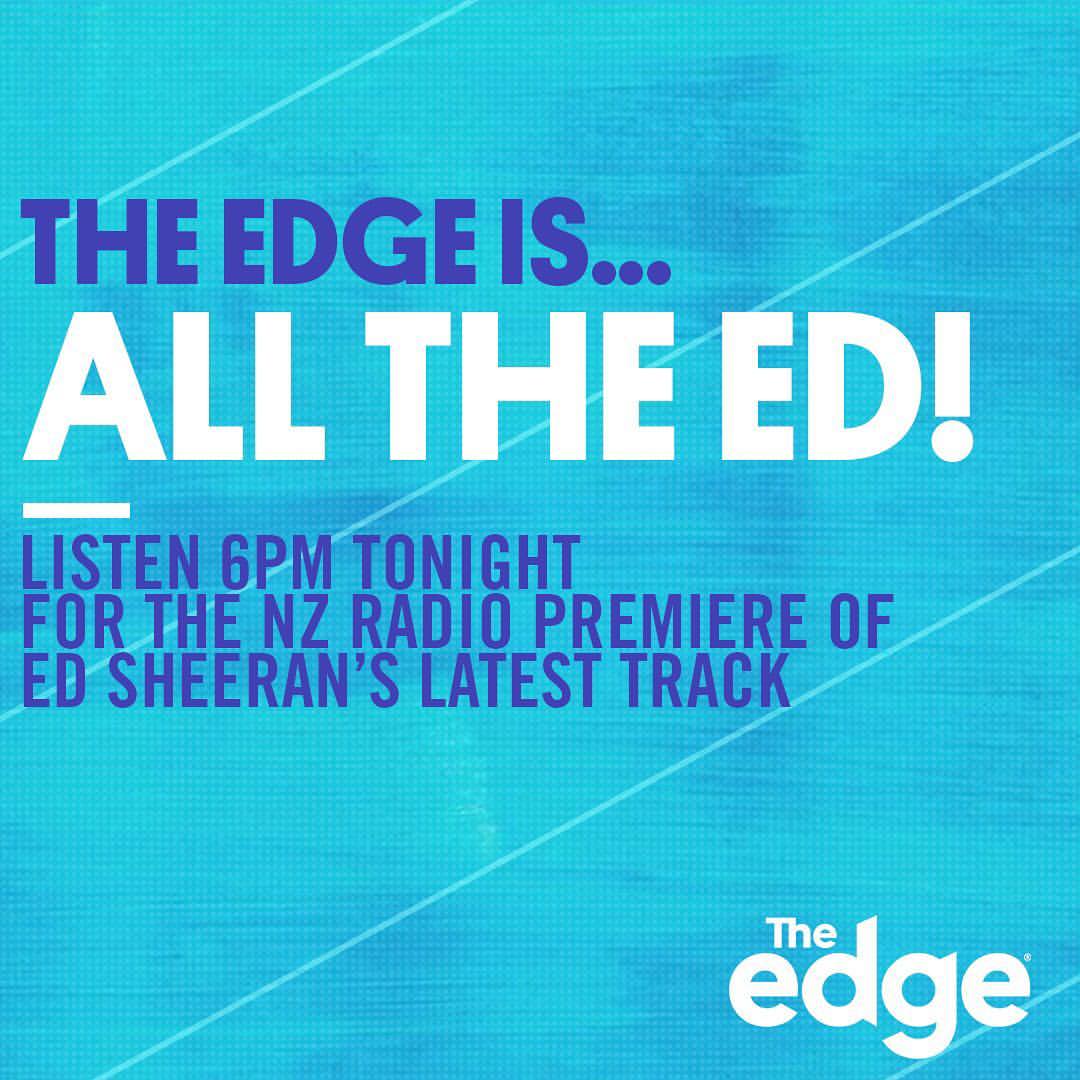 THE EDGE IS...
ALL THE ED!
LISTEN 6PM TONIGHT
FOR THE NZ RADIO PREMIERE OF
ED SHEERAN'S LATEST TRACK
The
edge®